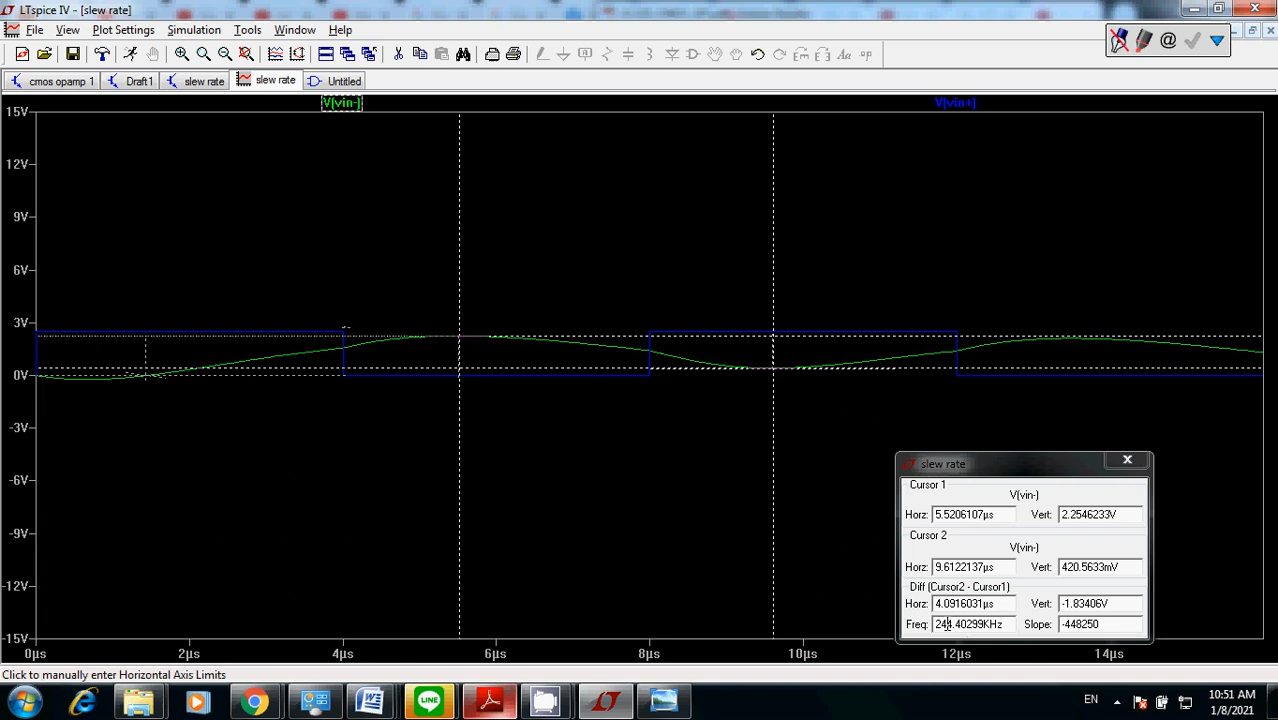 LTspice IV - [slew rate]
File View Plot Settings Simulation Tools Window Help
cmos opamp 1 Draft1 slew rate slew rate Untitled
V(vin-) V(vin+)
15V
12V
9V
6V
3V
0V
-3V
-6V
-9V
-12V
-15V
0µs 2µs 4µs 6µs 8µs 10µs 12µs 14µs
slew rate
Cursor 1
V(vin-)
Horz: 5.5206107µs Vert: 2.2546233V
Cursor 2
V(vin-)
Horz: 9.6122137µs Vert: 420.5633mV
Diff (Cursor2 - Cursor1)
Horz: 4.0916031µs Vert: -1.83406V
Freq: 244.40299KHz Slope: -448250
Click to manually enter Horizontal Axis Limits
LINE
EN
10:51 AM
1/8/2021